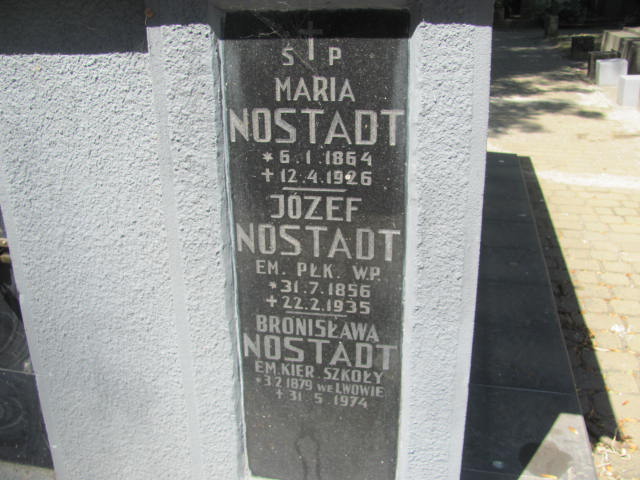 Ś † P
MARIA
NOSTADT
* 6.1.1864
+ 12.4.1926
JÓZEF
NOSTADT
EM. PŁK. W.P.
* 31.7.1856
+ 22.2.1935
BRONISŁAWA
NOSTADT
EM. KIER. SZKOŁY
* 3.2.1879 WE LWOWIE
+ 31.5.1974